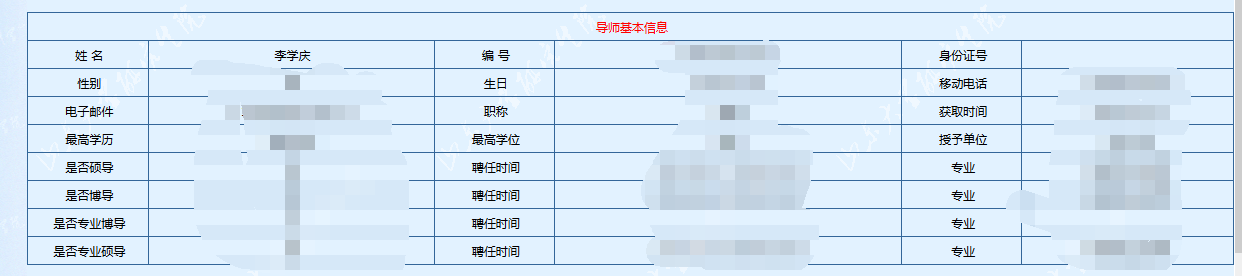 导师基本信息
姓 名 李学庆 编 号 身份证号
性别 生日 移动电话
电子邮件 职称 获取时间
最高学历 最高学位 授予单位
是否硕导 聘任时间 专业
是否博导 聘任时间 专业
是否专业博导 聘任时间 专业
是否专业硕导 聘任时间 专业